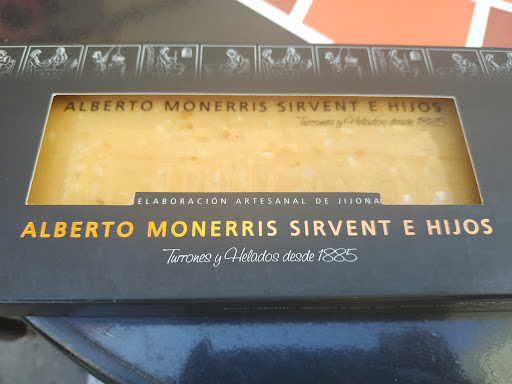 ALBERTO MONERRIS SIRVENT E HIJOS
Turrones y Helados desde 1885
ELABORACIÓN ARTESANAL DE JIJONA
ALBERTO MONERRIS SIRVENT E HIJOS
Turrones y Helados desde 1885